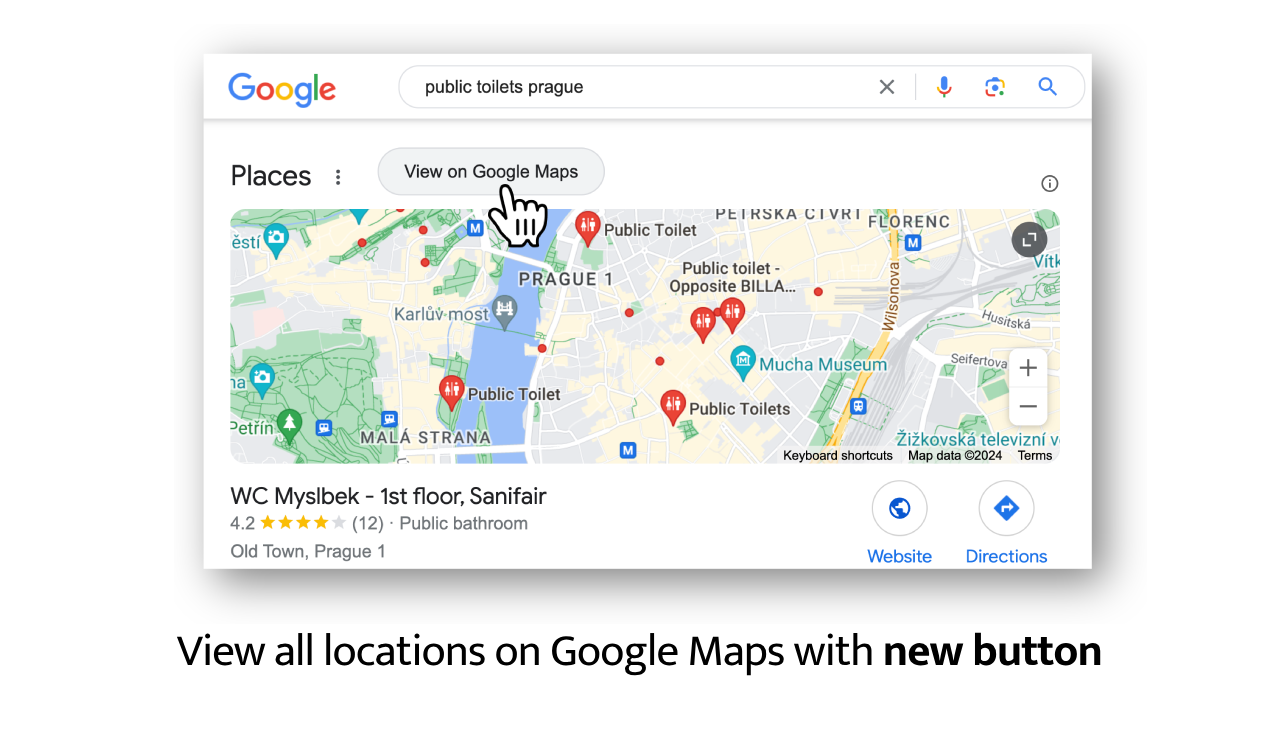 Google
public toilets prague
Places
View on Google Maps
ěstí
M
Public Toilet
PETRSKÁ ČTVRŤ
FLORENC
M
Vítk
PRAGUE 1
Public toilet -
Opposite BILLA...
Wilsonova
Karlův most
Husitská
na
Mucha Museum
Seifertova
Public Toilet
Public Toilets
Petřín
MALÁ STRANA
M
Žižkovská televizní v
Keyboard shortcuts Map data ©2024 Terms
WC Myslbek - 1st floor, Sanifair
4.2 (12) · Public bathroom
Old Town, Prague 1
Website
Directions
View all locations on Google Maps with new button